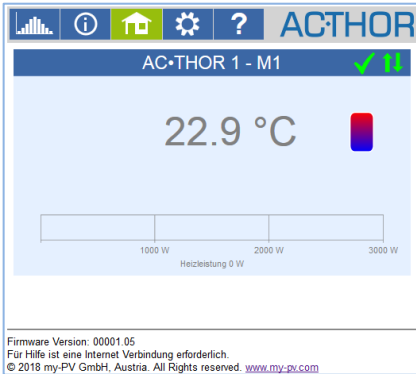 ? AC•THOR
AC•THOR 1 - M1
22.9 °C
1000 W 2000 W 3000 W
Heizleistung 0 W
Firmware Version: 00001.05
Für Hilfe ist eine Internet Verbindung erforderlich.
© 2018 my-PV GmbH, Austria. All Rights reserved. www.my-pv.com